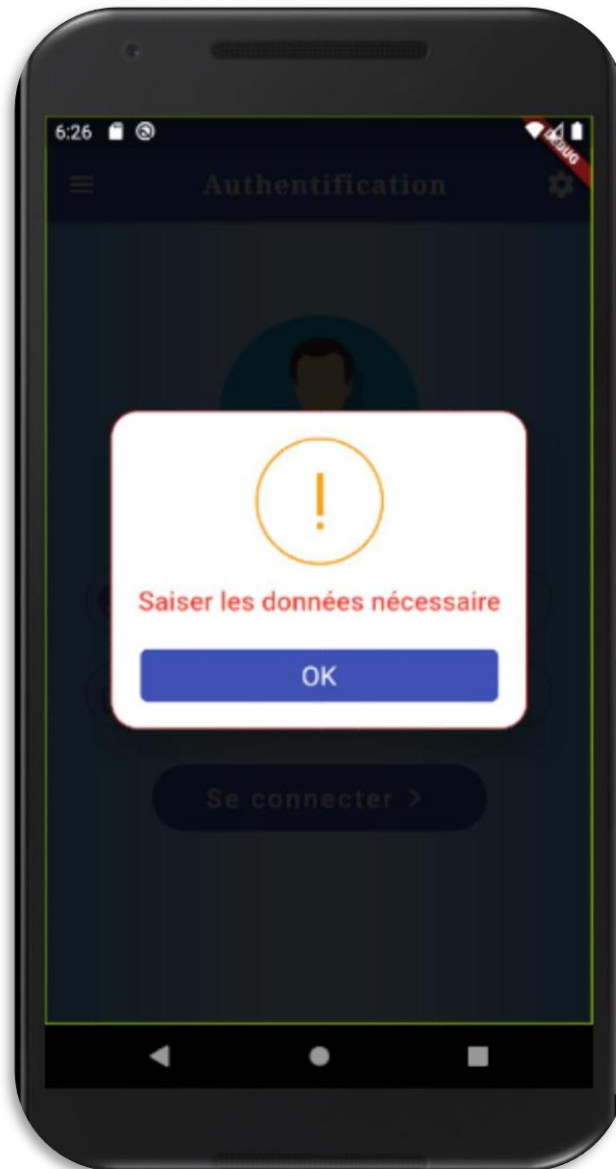 6:26
DEBUG
Authentification
Saiser les données nécessaire
OK
Se connecter >